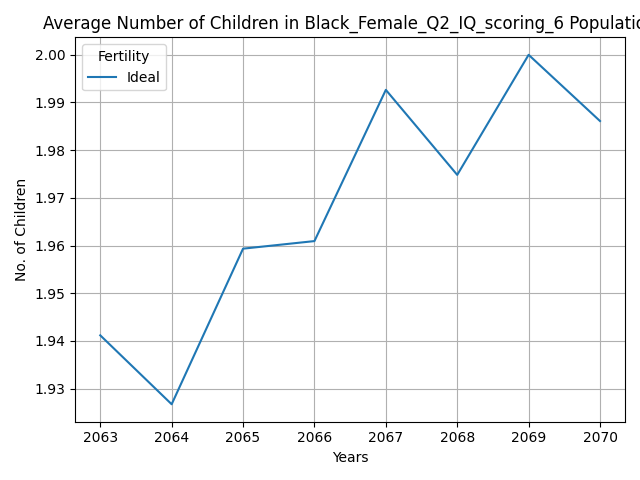 Average Number of Children in Black_Female_Q2_IQ_scoring_6 Populatio
Fertility
Ideal
2.00
1.99
1.98
1.97
1.96
1.95
1.94
1.93
No. of Children
2063 2064 2065 2066 2067 2068 2069 2070
Years